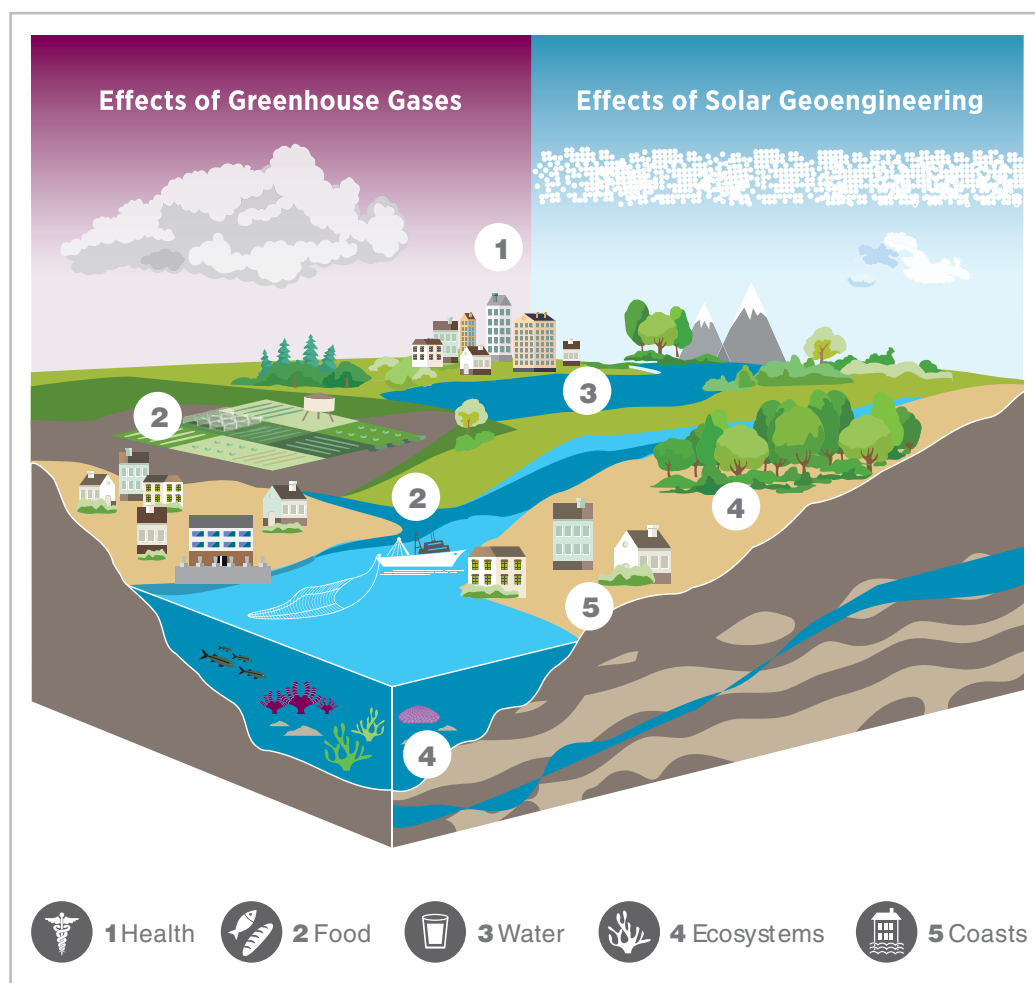 Effects of Greenhouse Gases
Effects of Solar Geoengineering
1
3
2
2
4
5
4
1 Health
2 Food
3 Water
4 Ecosystems
5 Coasts